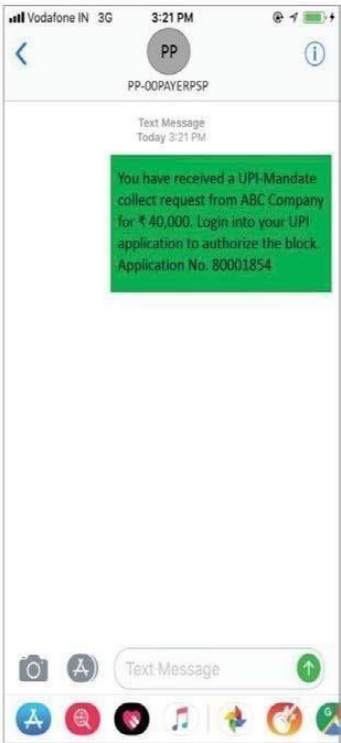 Vodafone IN 3G 3:21 PM
PP
PP-OOPAYERPSP
Text Message
Today 3:21 PM
You have received a UPI-Mandate
collect request from ABC Company
for ₹ 40,000. Login into your UPI
application to authorize the block.
Application No. 80001854
Text Message
G